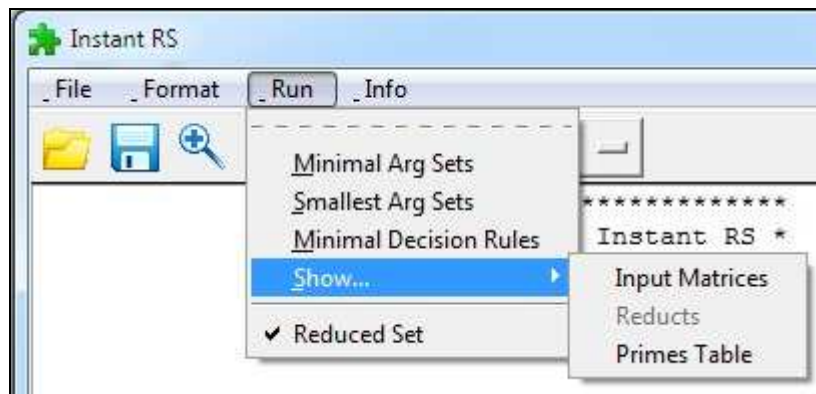 Instant RS
File Format Run Info
Minimal Arg Sets
Smallest Arg Sets
Minimal Decision Rules
Show...
Reduced Set
*************
Instant RS *
Input Matrices
Reducts
Primes Table